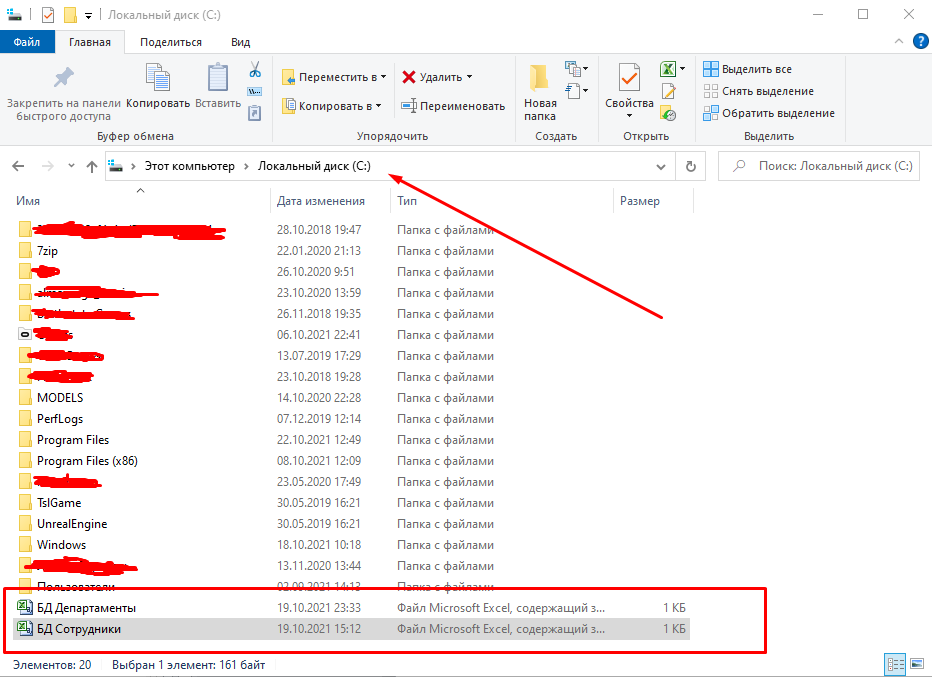 Локальный диск (C:)
Файл Главная Поделиться Вид
Закрепить на панели быстрого доступа
Копировать
Вставить
Переместить в
Копировать в
Удалить
Переименовать
Новая папка
Свойства
Выделить все
Снять выделение
Обратить выделение
Буфер обмена Упорядочить Создать Открыть Выделить
Этот компьютер Локальный диск (C:) Поиск: Локальный диск (C:)
Имя Дата изменения Тип Размер
28.10.2018 19:47 Папка с файлами
7zip 22.01.2020 21:13 Папка с файлами
26.10.2020 9:51 Папка с файлами
23.10.2020 13:59 Папка с файлами
26.11.2018 19:35 Папка с файлами
06.10.2021 22:41 Папка с файлами
13.07.2019 17:29 Папка с файлами
23.10.2018 19:28 Папка с файлами
MODELS 14.10.2020 22:28 Папка с файлами
PerfLogs 07.12.2019 12:14 Папка с файлами
Program Files 22.10.2021 12:49 Папка с файлами
Program Files (x86) 08.10.2021 12:09 Папка с файлами
23.05.2020 17:49 Папка с файлами
TslGame 30.05.2019 16:21 Папка с файлами
UnrealEngine 30.05.2019 16:21 Папка с файлами
Windows 18.10.2021 10:18 Папка с файлами
13.11.2020 13:44 Папка с файлами
Пользователи 02.09.2021 14:13 Папка с файлами
БД Департаменты 19.10.2021 23:33 Файл Microsoft Excel, содержащий з... 1 КБ
БД Сотрудники 19.10.2021 15:12 Файл Microsoft Excel, содержащий з... 1 КБ
Элементов: 20 Выбран 1 элемент: 161 байт